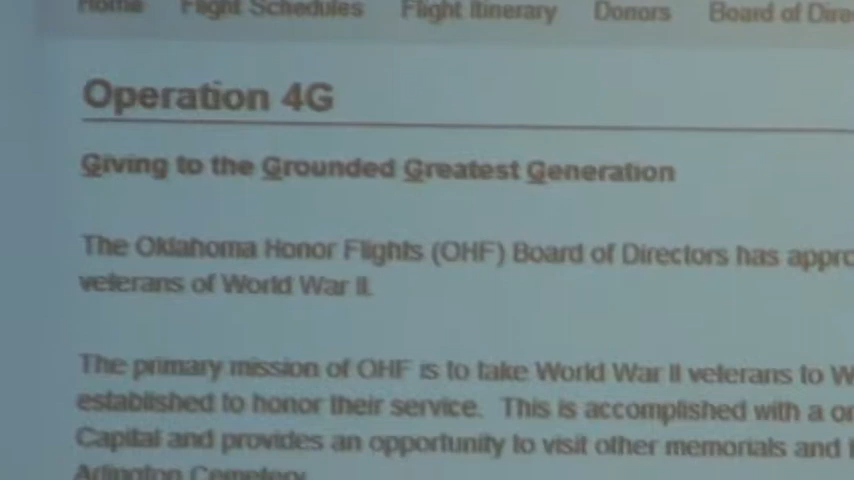 Home Flight Schedules Flight Itinerary Donors Board of Dire
Operation 4G
Giving to the Grounded Greatest Generation
The Oklahoma Honor Flights (OHF) Board of Directors has appro
veterans of World War II.
The primary mission of OHF is to take World War II veterans to W
established to honor their service. This is accomplished with a on
Capital and provides an opportunity to visit other memorials and
Arlington Cemetery